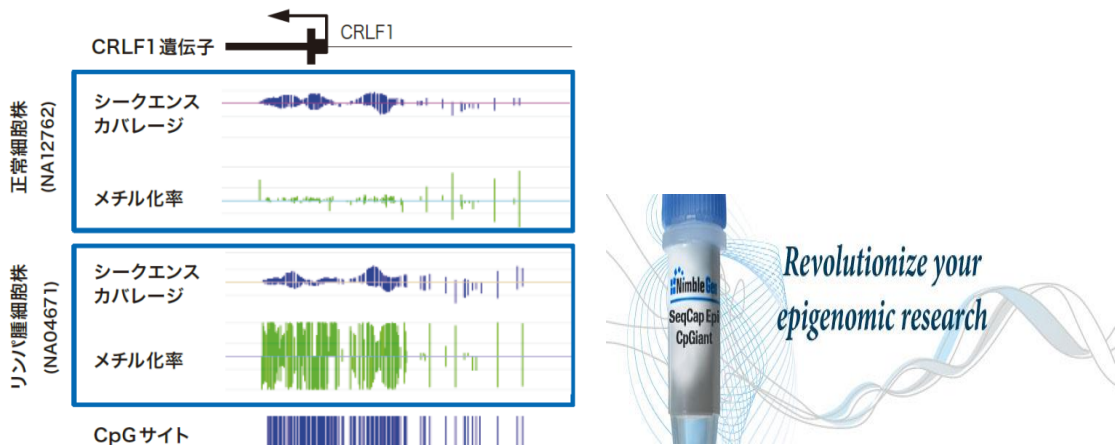 CRLF1遺伝子
CRLF1
正常細胞株
(NA12762)
シークエンス
カバレージ
メチル化率
リンパ腫細胞株
(NA04671)
シークエンス
カバレージ
メチル化率
CpGサイト
NimbleGen
SeqCap Epi
CpGiant
Revolutionize your
epigenomic research